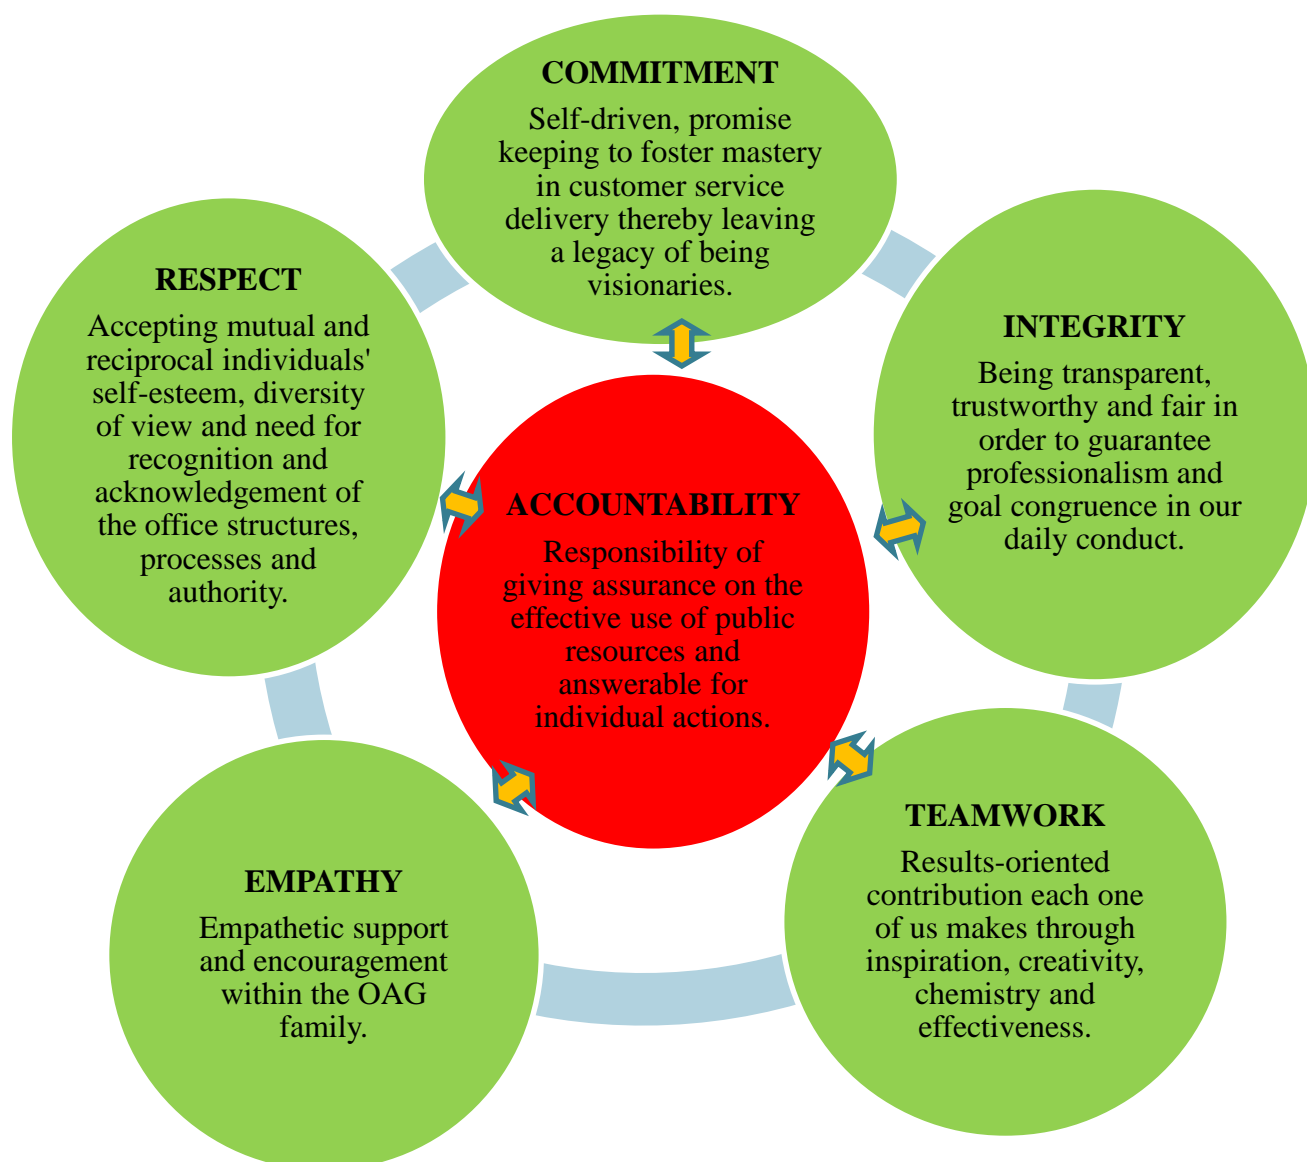 COMMITMENT
Self-driven, promise
keeping to foster mastery
in customer service
delivery thereby leaving
a legacy of being
visionaries.
RESPECT
Accepting mutual and
reciprocal individuals'
self-esteem, diversity
of view and need for
recognition and
acknowledgement of
the office structures,
processes and
authority.
INTEGRITY
Being transparent,
trustworthy and fair in
order to guarantee
professionalism and
goal congruence in our
daily conduct.
ACCOUNTABILITY
Responsibility of
giving assurance on the
effective use of public
resources and
answerable for
individual actions.
EMPATHY
Empathetic support
and encouragement
within the OAG
family.
TEAMWORK
Results-oriented
contribution each one
of us makes through
inspiration, creativity,
chemistry and
effectiveness.